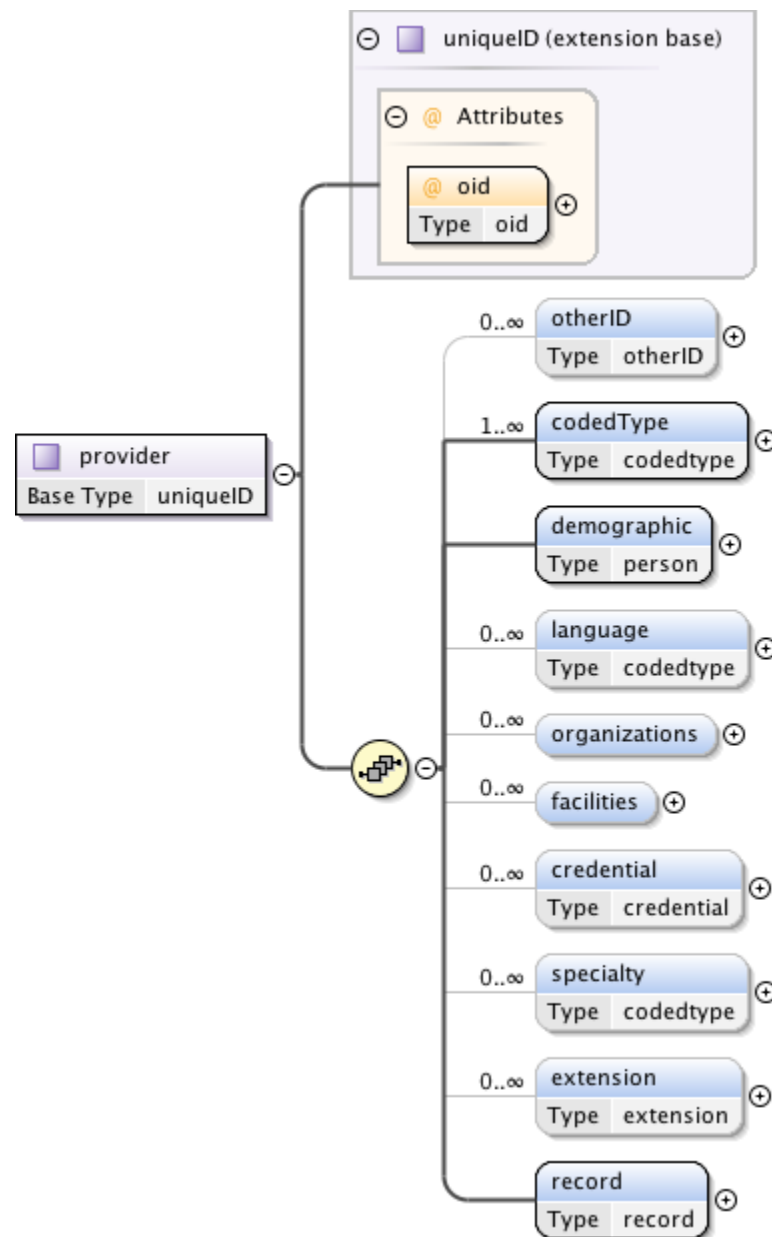 uniqueID (extension base)
@ Attributes
@ oid
Type oid
0..∞ otherID
Type otherID
1..∞ codedType
Type codedtype
provider
Base Type uniqueID
demographic
Type person
0..∞ language
Type codedtype
0..∞ organizations
0..∞ facilities
0..∞ credential
Type credential
0..∞ specialty
Type codedtype
0..∞ extension
Type extension
record
Type record